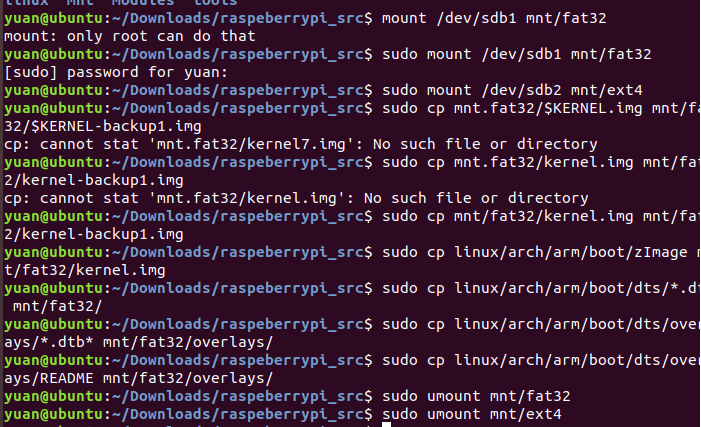 linux mnt modules tools
yuan@ubuntu:~/Downloads/raspeberrypi_src$ mount /dev/sdb1 mnt/fat32
mount: only root can do that
yuan@ubuntu:~/Downloads/raspeberrypi_src$ sudo mount /dev/sdb1 mnt/fat32
[sudo] password for yuan:
yuan@ubuntu:~/Downloads/raspeberrypi_src$ sudo mount /dev/sdb2 mnt/ext4
yuan@ubuntu:~/Downloads/raspeberrypi_src$ sudo cp mnt.fat32/$KERNEL.img mnt/fa
32/$KERNEL-backup1.img
cp: cannot stat 'mnt.fat32/kernel7.img': No such file or directory
yuan@ubuntu:~/Downloads/raspeberrypi_src$ sudo cp mnt.fat32/kernel.img mnt/fat
2/kernel-backup1.img
cp: cannot stat 'mnt.fat32/kernel.img': No such file or directory
yuan@ubuntu:~/Downloads/raspeberrypi_src$ sudo cp mnt/fat32/kernel.img mnt/fat
2/kernel-backup1.img
yuan@ubuntu:~/Downloads/raspeberrypi_src$ sudo cp linux/arch/arm/boot/zImage m
t/fat32/kernel.img
yuan@ubuntu:~/Downloads/raspeberrypi_src$ sudo cp linux/arch/arm/boot/dts/*.dt
mnt/fat32/
yuan@ubuntu:~/Downloads/raspeberrypi_src$ sudo cp linux/arch/arm/boot/dts/over
ays/*.dtb* mnt/fat32/overlays/
yuan@ubuntu:~/Downloads/raspeberrypi_src$ sudo cp linux/arch/arm/boot/dts/over
ays/README mnt/fat32/overlays/
yuan@ubuntu:~/Downloads/raspeberrypi_src$ sudo umount mnt/fat32
yuan@ubuntu:~/Downloads/raspeberrypi_src$ sudo umount mnt/ext4